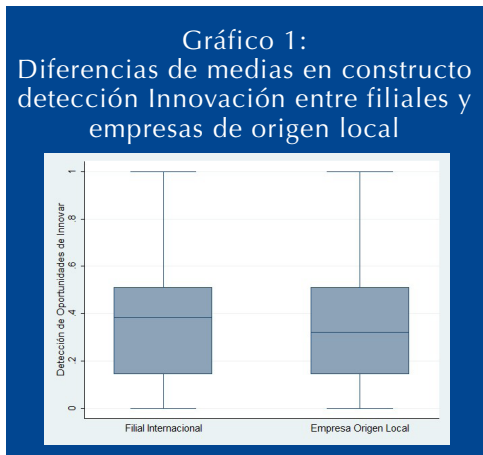 Gráfico 1:
Diferencias de medias en constructo
detección Innovación entre filiales y
empresas de origen local
Detección de Oportunidades de Innovar
1
.8
.6
.4
.2
0
Filial Internacional
Empresa Origen Local